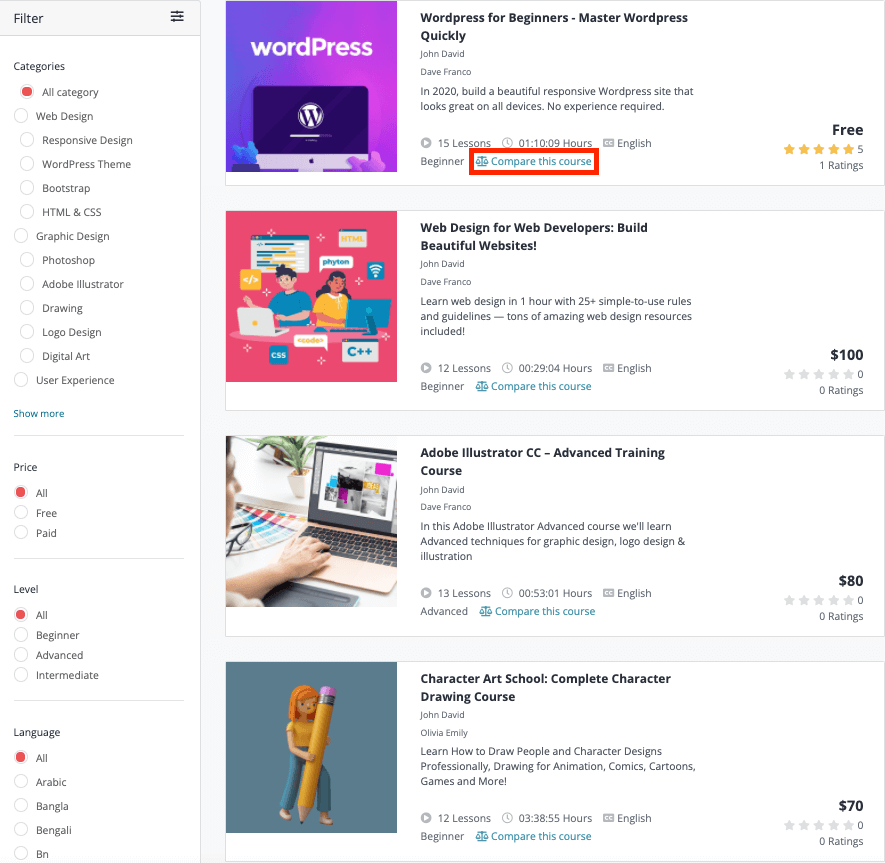 Filter
Categories
All category
Web Design
Responsive Design
WordPress Theme
Bootstrap
HTML & CSS
Graphic Design
Photoshop
Adobe Illustrator
Drawing
Logo Design
Digital Art
User Experience
Show more
Price
All
Free
Paid
Level
All
Beginner
Advanced
Intermediate
Language
All
Arabic
Bangla
Bengali
Bn
wordPress
Wordpress for Beginners - Master Wordpress
Quickly
John David
Dave Franco
In 2020, build a beautiful responsive Wordpress site that
looks great on all devices. No experience required.
15 Lessons 01:10:09 Hours CC English
Beginner Compare this course
Free
5
1 Ratings
HTML
phyton
</>
<code>
CSS
C++
Web Design for Web Developers: Build
Beautiful Websites!
John David
Dave Franco
Learn web design in 1 hour with 25+ simple-to-use rules
and guidelines — tons of amazing web design resources
included!
12 Lessons 00:29:04 Hours CC English
Beginner Compare this course
$100
0
0 Ratings
Adobe Illustrator CC – Advanced Training
Course
John David
Dave Franco
In this Adobe Illustrator Advanced course we'll learn
Advanced techniques for graphic design, logo design &
illustration
13 Lessons 00:53:01 Hours CC English
Advanced Compare this course
$80
0
0 Ratings
Character Art School: Complete Character
Drawing Course
John David
Olivia Emily
Learn How to Draw People and Character Designs
Professionally, Drawing for Animation, Comics, Cartoons,
Games and More!
12 Lessons 03:38:55 Hours CC English
Beginner Compare this course
$70
0
0 Ratings